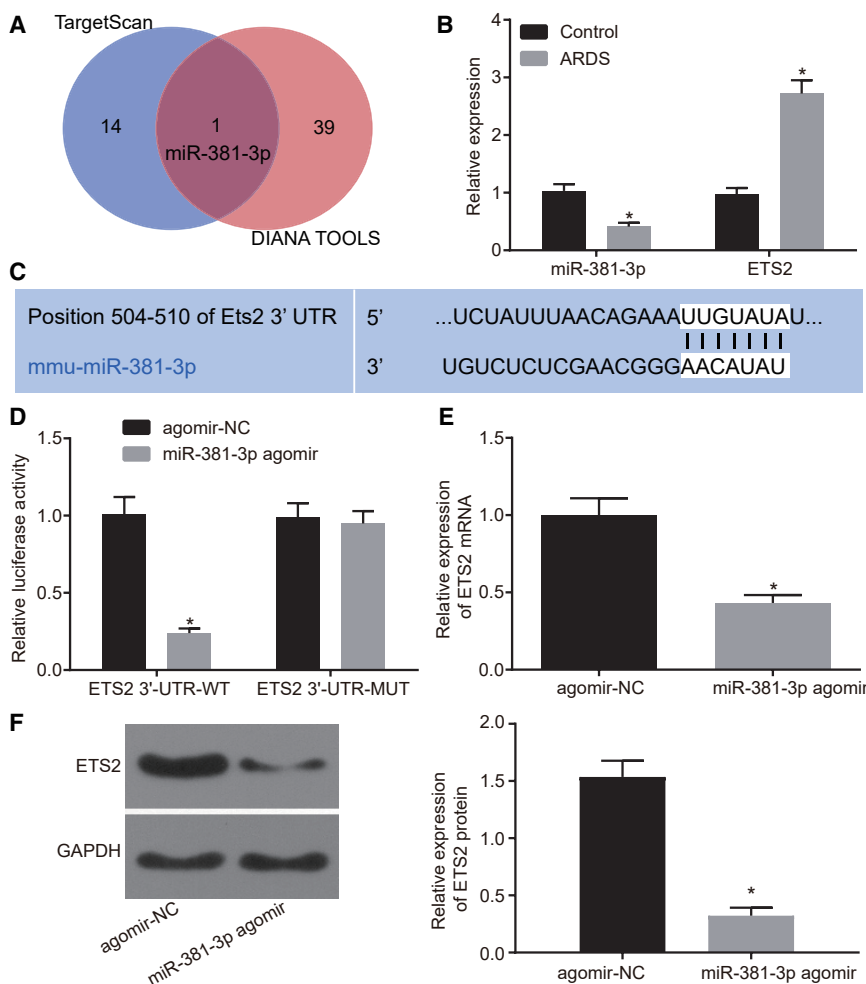 A
TargetScan
14
1
miR-381-3p
39
DIANA TOOLS
B
Control
ARDS
Relative expression
4
3
2
1
0
*
*
miR-381-3p
ETS2
C
Position 504-510 of Ets2 3' UTR 5' ...UCUAUUUAACAGAAAUUGUAUAU...
mmu-miR-381-3p 3' UGUCUCUCGAACGGGAACAUAU
D
agomir-NC
miR-381-3p agomir
Relative luciferase activity
1.5
1.0
0.5
0.0
*
ETS2 3'-UTR-WT
ETS2 3'-UTR-MUT
E
Relative expression
of ETS2 mRNA
1.5
1.0
0.5
0.0
*
agomir-NC
miR-381-3p agomir
F
ETS2
GAPDH
agomir-NC
miR-381-3p agomir
Relative expression
of ETS2 protein
2.0
1.5
1.0
0.5
0.0
*
agomir-NC
miR-381-3p agomir